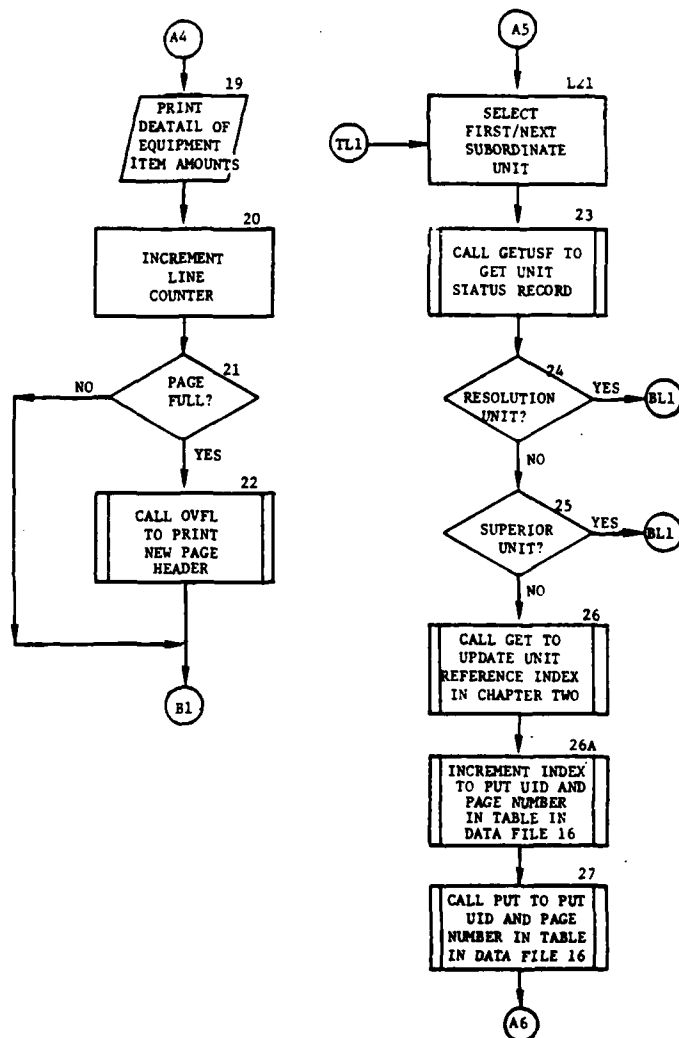 A4
19
PRINT
DEATAIL OF
EQUIPMENT
ITEM AMOUNTS
20
INCREMENT
LINE
COUNTER
21
PAGE
FULL?
NO
YES
22
CALL OVFL
TO PRINT
NEW PAGE
HEADER
B1
A5
L21
SELECT
FIRST/NEXT
SUBORDINATE
UNIT
TL1
23
CALL GETUSF TO
GET UNIT
STATUS RECORD
24
RESOLUTION
UNIT?
YES
BL1
NO
25
SUPERIOR
UNIT?
YES
BL1
NO
26
CALL GET TO
UPDATE UNIT
REFERENCE INDEX
IN CHAPTER TWO
26A
INCREMENT INDEX
TO PUT UID AND
PAGE NUMBER
IN TABLE IN
DATA FILE 16
27
CALL PUT TO PUT
UID AND PAGE
NUMBER IN TABLE
IN DATA FILE 16
A6